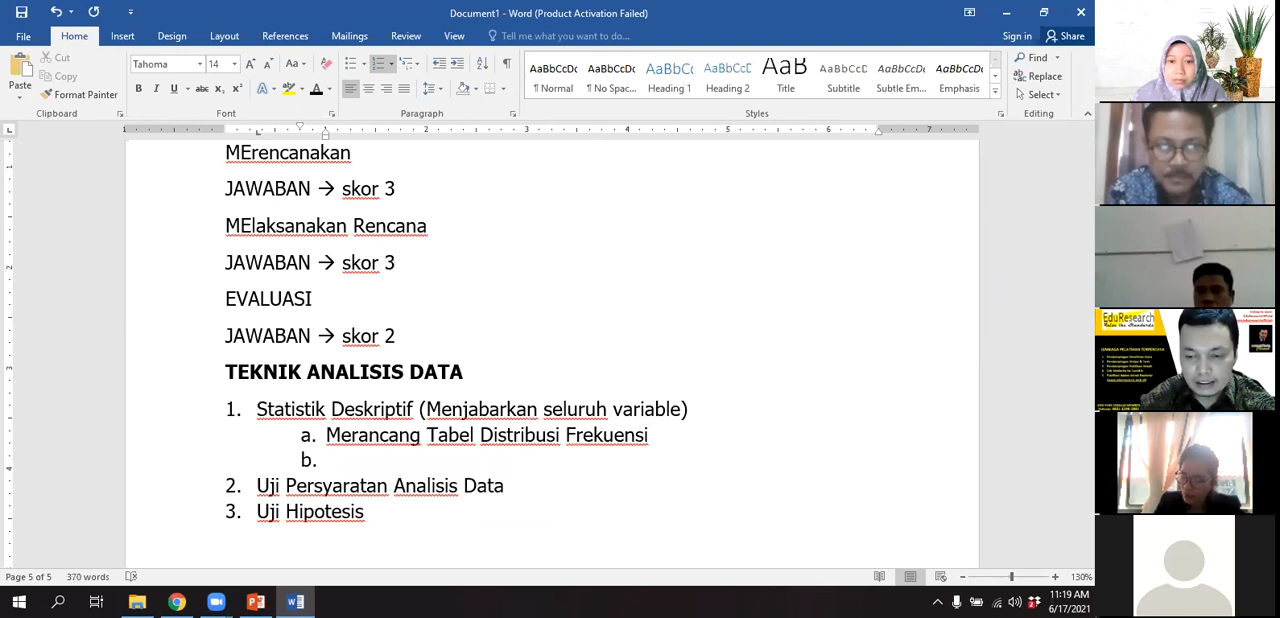 Document1 - Word (Product Activation Failed)
File Home Insert Design Layout References Mailings Review View Tell me what you want to do... Sign in Share
Cut
Copy
Paste
Format Painter
Clipboard
Tahoma 14
Font
Paragraph
AaBbCcDc AaBbCcDc AaBbCcDc AaBbCcDc AaB AaBbCcD AaBbCcDc AaBbCcDc
¶ Normal ¶ No Spac... Heading 1 Heading 2 Title Subtitle Subtle Em... Emphasis
Styles
Find
Replace
Select
Editing
MErencanakan
JAWABAN → skor 3
MElaksanakan Rencana
JAWABAN → skor 3
EVALUASI
JAWABAN → skor 2
TEKNIK ANALISIS DATA
1. Statistik Deskriptif (Menjabarkan seluruh variable)
a. Merancang Tabel Distribusi Frekuensi
b.
2. Uji Persyaratan Analisis Data
3. Uji Hipotesis
Page 5 of 5 370 words 130%
11:19 AM
6/17/2021
EduResearch